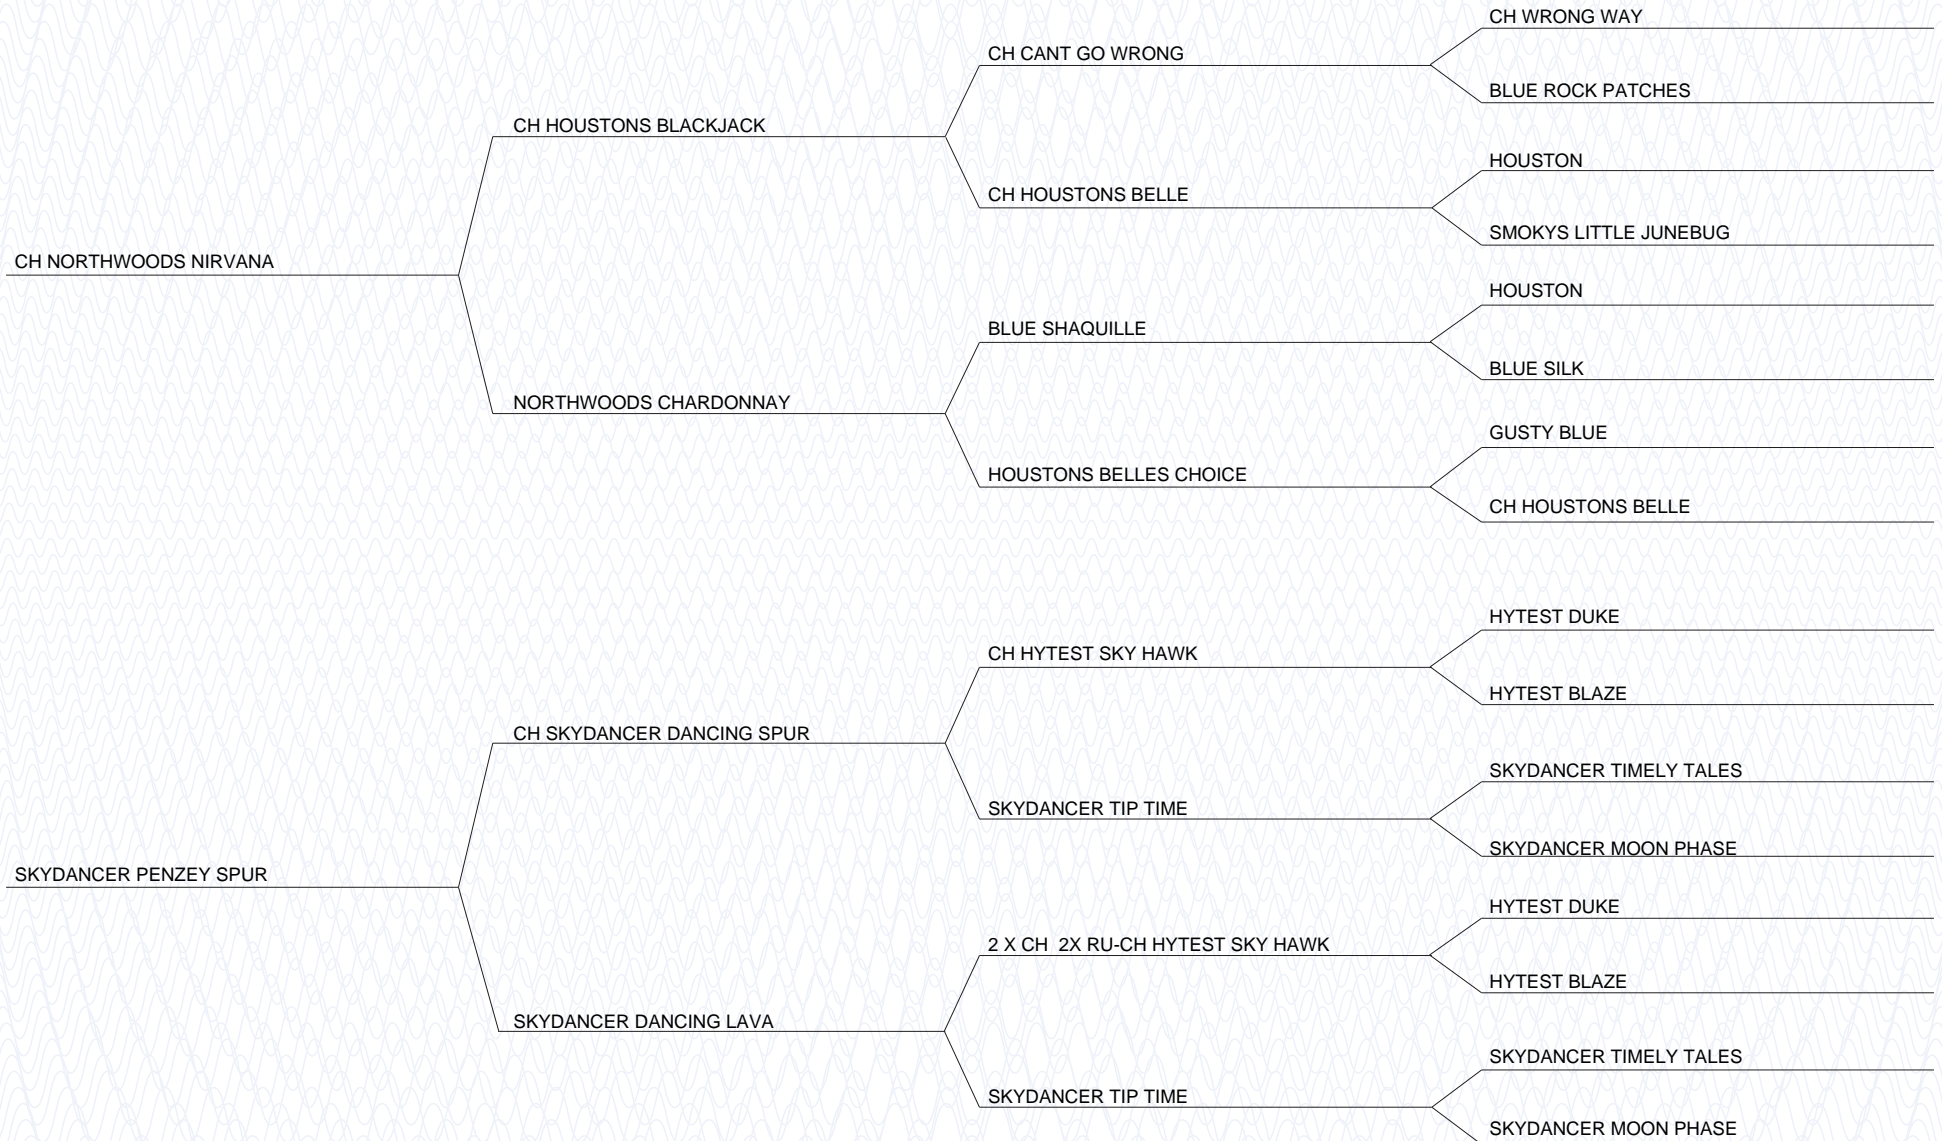 CH WRONG WAY
CH CANT GO WRONG
BLUE ROCK PATCHES
CH HOUSTONS BLACKJACK
HOUSTON
CH HOUSTONS BELLE
SMOKYS LITTLE JUNEBUG
CH NORTHWOODS NIRVANA
HOUSTON
BLUE SHAQUILLE
BLUE SILK
NORTHWOODS CHARDONNAY
GUSTY BLUE
HOUSTONS BELLES CHOICE
CH HOUSTONS BELLE
HYTEST DUKE
CH HYTEST SKY HAWK
HYTEST BLAZE
CH SKYDANCER DANCING SPUR
SKYDANCER TIMELY TALES
SKYDANCER TIP TIME
SKYDANCER MOON PHASE
SKYDANCER PENZEY SPUR
HYTEST DUKE
2 X CH  2X RU-CH HYTEST SKY HAWK
HYTEST BLAZE
SKYDANCER DANCING LAVA
SKYDANCER TIMELY TALES
SKYDANCER TIP TIME
SKYDANCER MOON PHASE